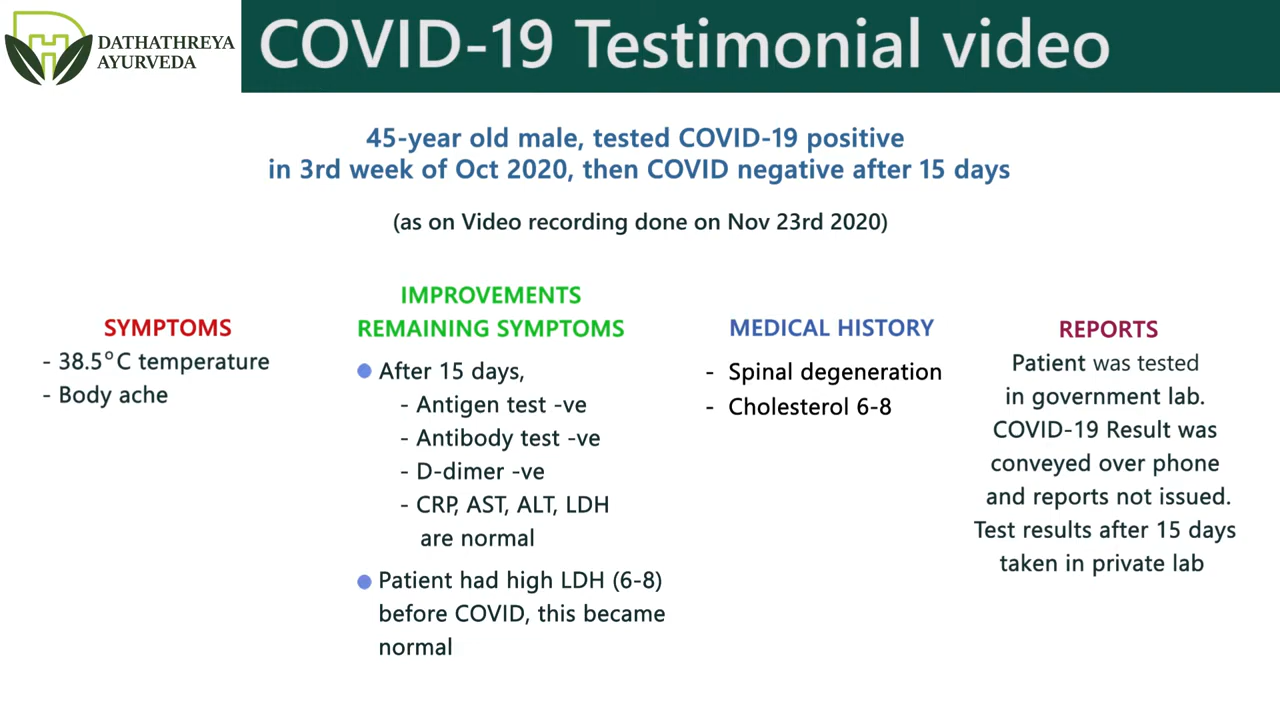 DATHATHREYA
AYURVEDA
COVID-19 Testimonial video
45-year old male, tested COVID-19 positive
in 3rd week of Oct 2020, then COVID negative after 15 days
(as on Video recording done on Nov 23rd 2020)
SYMPTOMS
- 38.5°C temperature
- Body ache
IMPROVEMENTS
REMAINING SYMPTOMS
After 15 days,
- Antigen test -ve
- Antibody test -ve
- D-dimer -ve
- CRP, AST, ALT, LDH
are normal
Patient had high LDH (6-8)
before COVID, this became
normal
MEDICAL HISTORY
- Spinal degeneration
- Cholesterol 6-8
REPORTS
Patient was tested
in government lab.
COVID-19 Result was
conveyed over phone
and reports not issued.
Test results after 15 days
taken in private lab